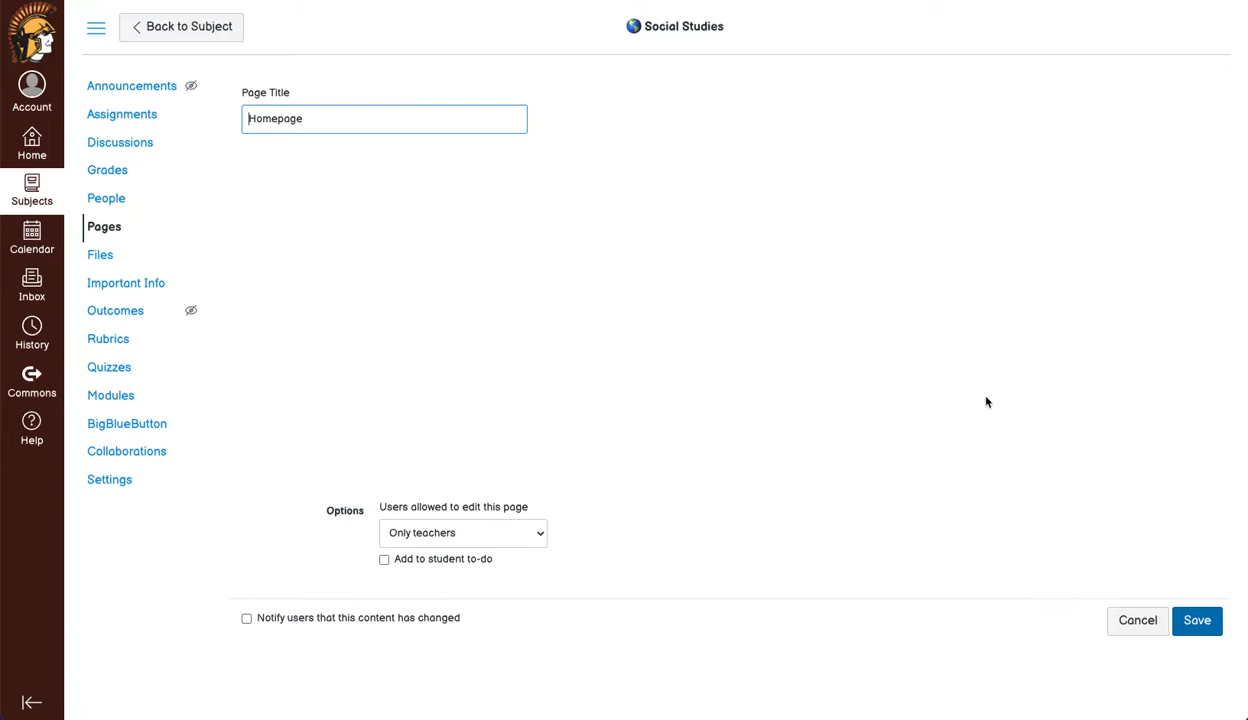 Back to Subject
Social Studies
Account
Home
Subjects
Calendar
Inbox
History
Commons
Help
Announcements
Assignments
Discussions
Grades
People
Pages
Files
Important Info
Outcomes
Rubrics
Quizzes
Modules
BigBlueButton
Collaborations
Settings
Page Title
Homepage
Options
Users allowed to edit this page
Only teachers
Add to student to-do
Notify users that this content has changed
Cancel
Save